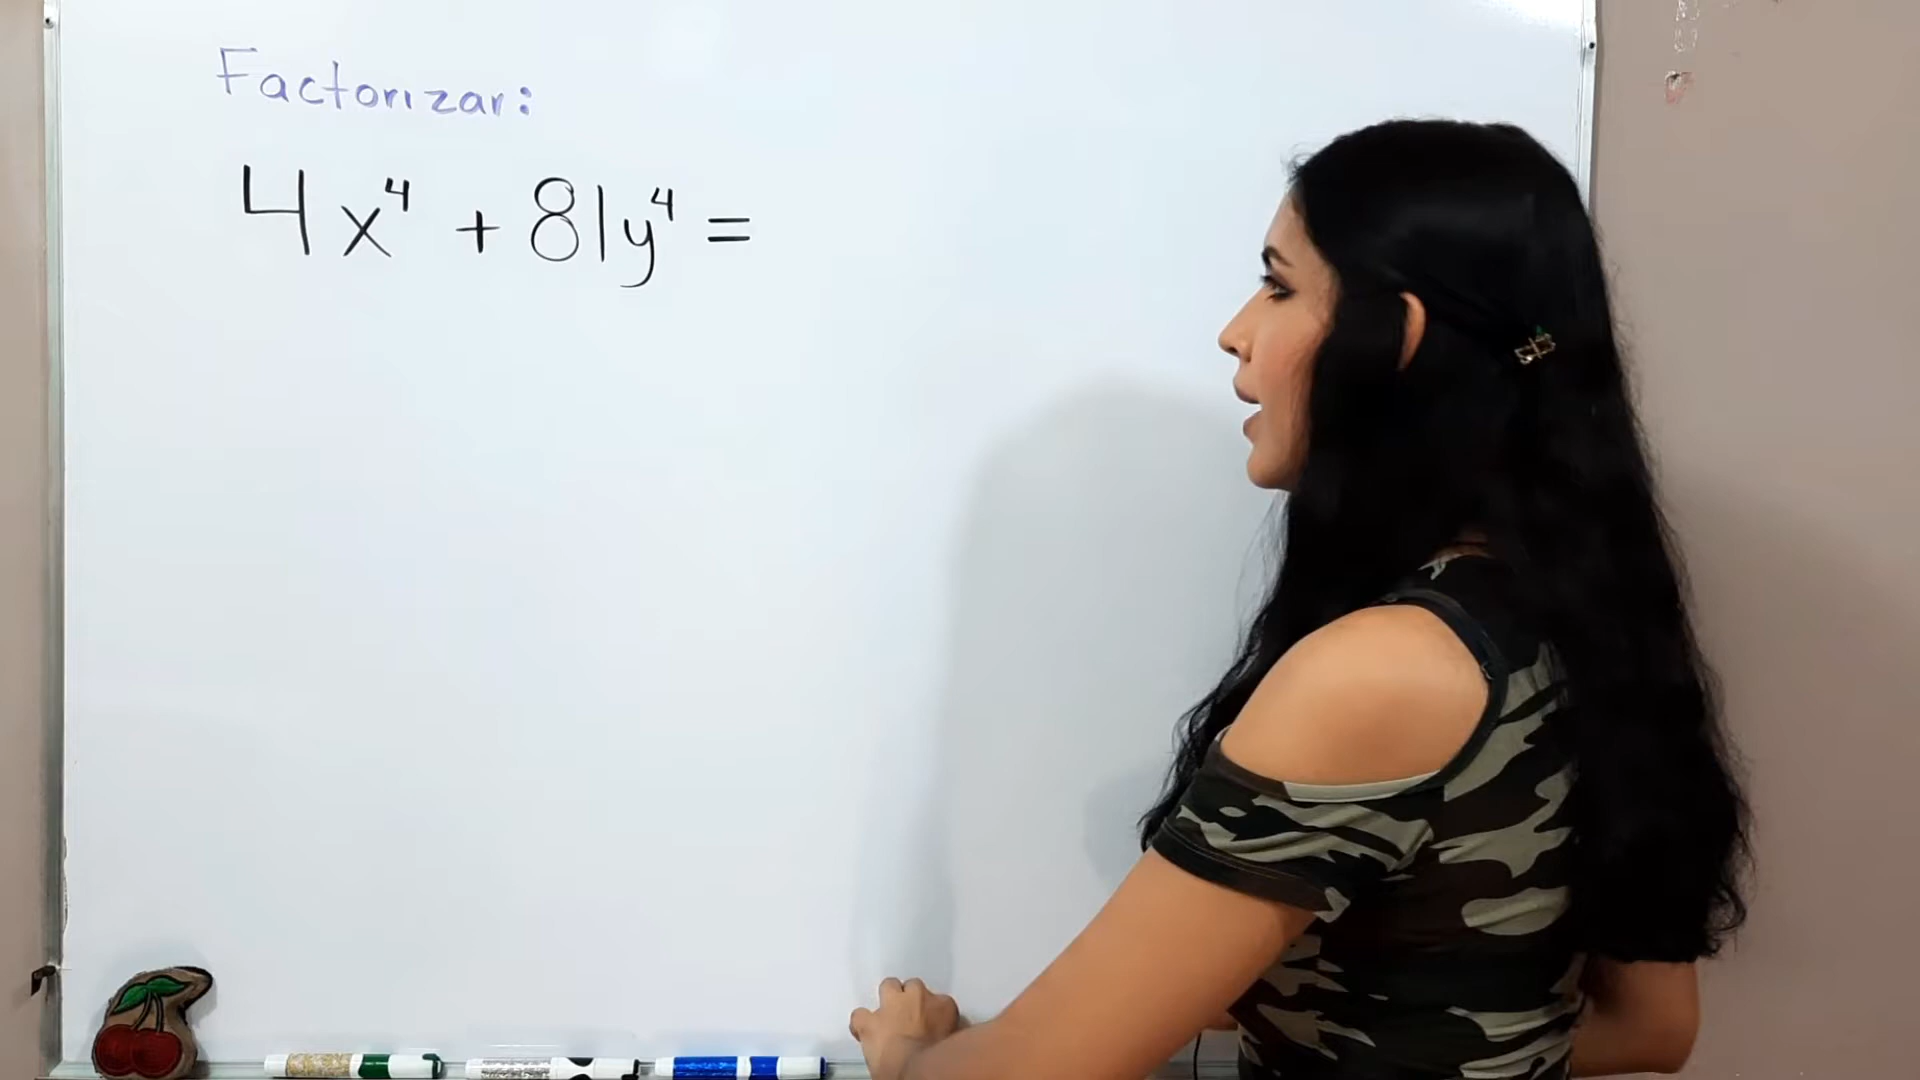 Factorizar:
4x⁴ + 81y⁴ =